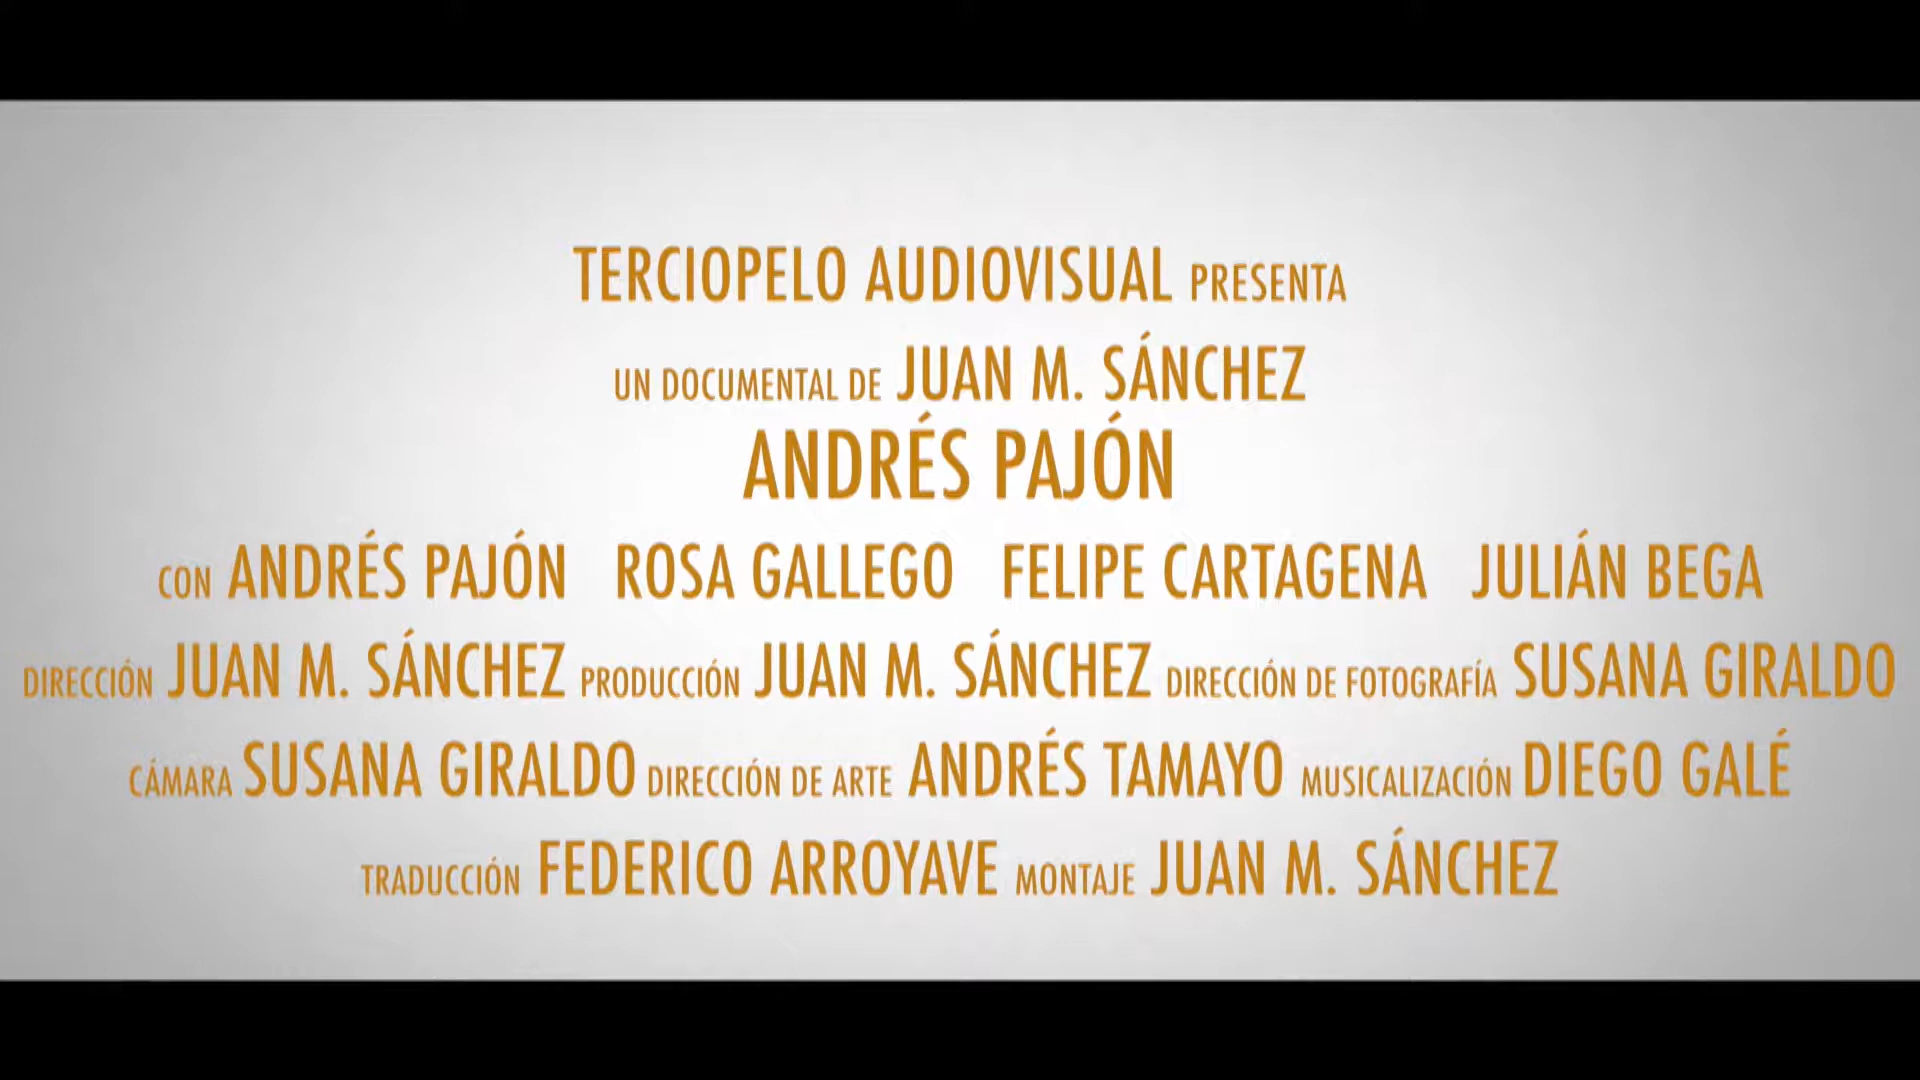 TERCIOPELO AUDIOVISUAL PRESENTA
UN DOCUMENTAL DE JUAN M. SÁNCHEZ
ANDRÉS PAJÓN
CON ANDRÉS PAJÓN ROSA GALLEGO FELIPE CARTAGENA JULIÁN BEGA
DIRECCIÓN JUAN M. SÁNCHEZ PRODUCCIÓN JUAN M. SÁNCHEZ DIRECCIÓN DE FOTOGRAFÍA SUSANA GIRALDO
CÁMARA SUSANA GIRALDO DIRECCIÓN DE ARTE ANDRÉS TAMAYO MUSICALIZACIÓN DIEGO GALÉ
TRADUCCIÓN FEDERICO ARROYAVE MONTAJE JUAN M. SÁNCHEZ